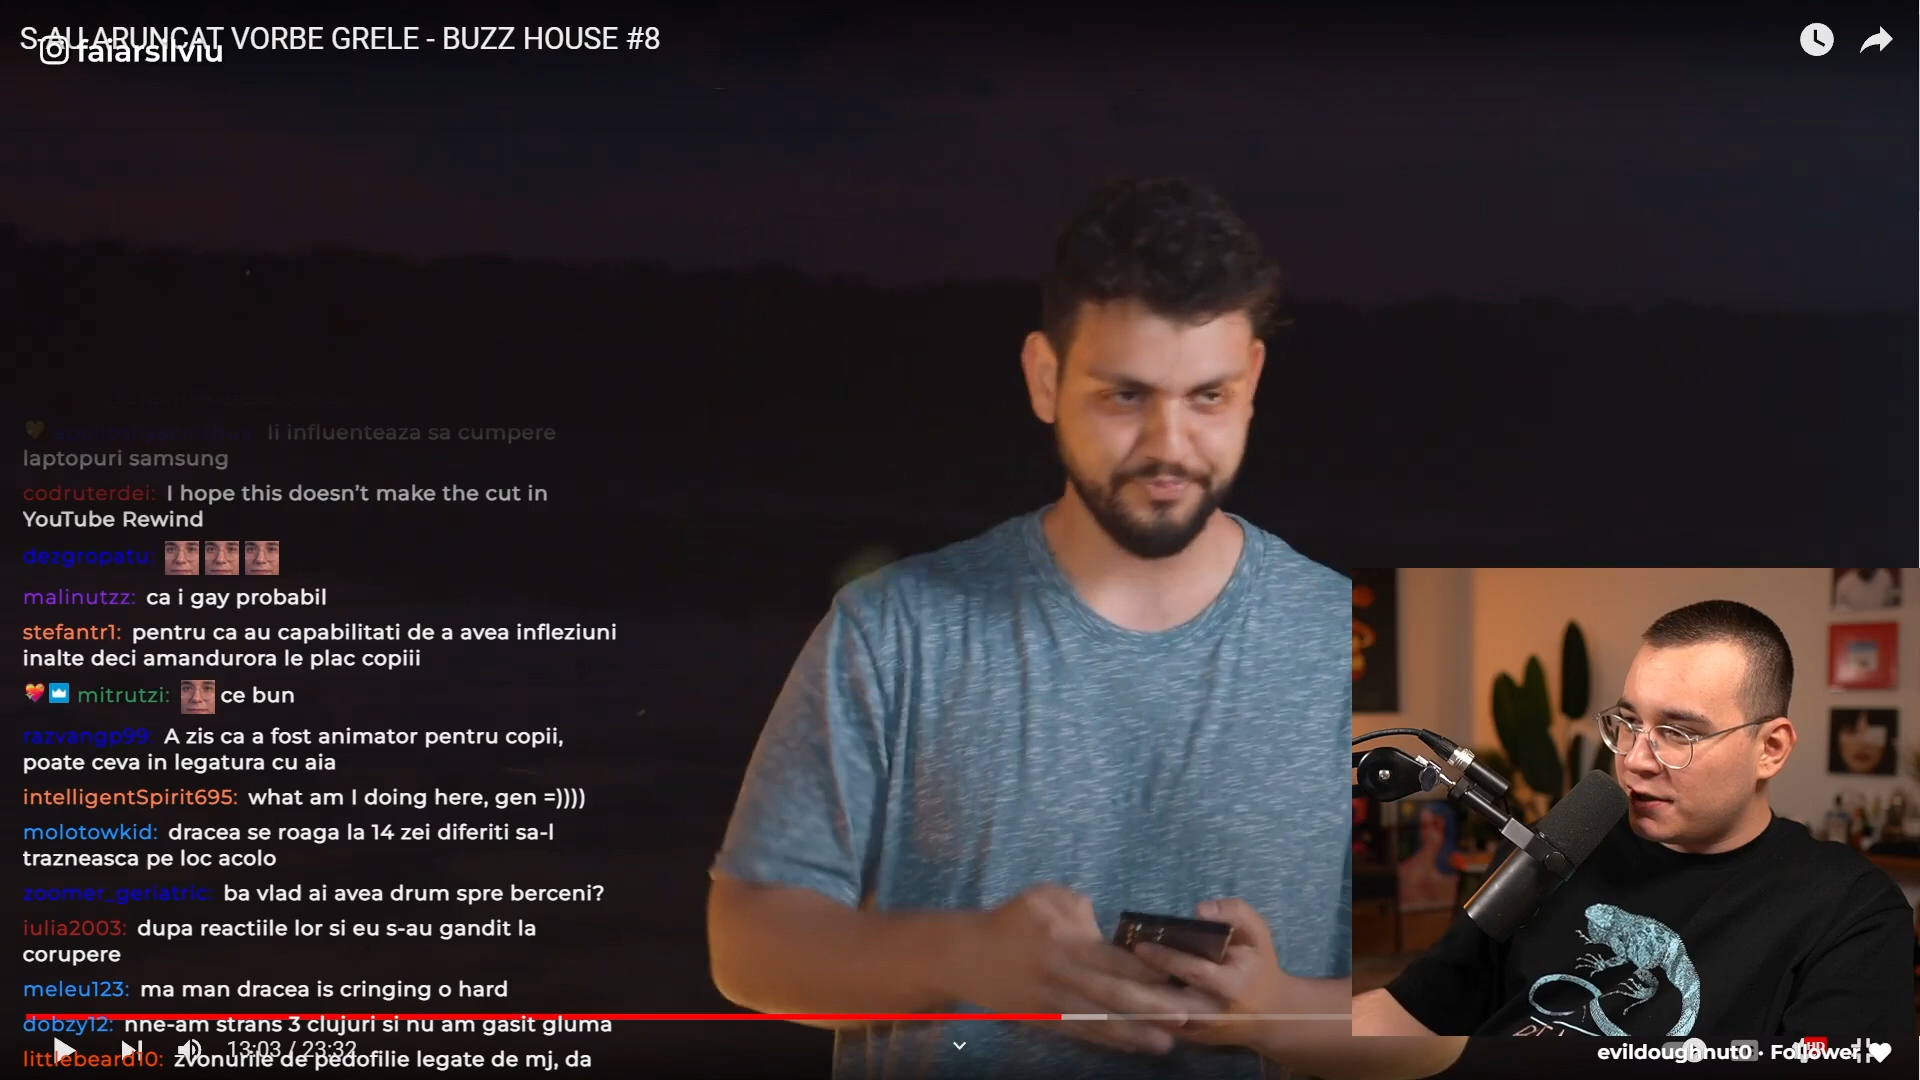 S-AU ARUNCAT VORBE GRELE - BUZZ HOUSE #8
faiarsilviu
Ii influenteaza sa cumpere
laptopuri samsung
codruterdei: I hope this doesn't make the cut in
YouTube Rewind
dezgropatu:
malinutzz: ca i gay probabil
stefantr1: pentru ca au capabilitati de a avea infleziuni
inalte deci amandurora le plac copiii
mitrutzi: ce bun
razvangp99: A zis ca a fost animator pentru copii,
poate ceva in legatura cu aia
intelligentSpirit695: what am I doing here, gen =))))
molotowkid: dracea se roaga la 14 zei diferiti sa-l
trazneasca pe loc acolo
zoomer_geriatric: ba vlad ai avea drum spre berceni?
iulia2003: dupa reactiile lor si eu s-au gandit la
corupere
meleu123: ma man dracea is cringing o hard
dobzy12: nne-am strans 3 clujuri si nu am gasit gluma
littlebeard10: zvonurile de pedofilie legate de mj, da
13:03 / 23:32
evildoughnut0 · Follower
HD